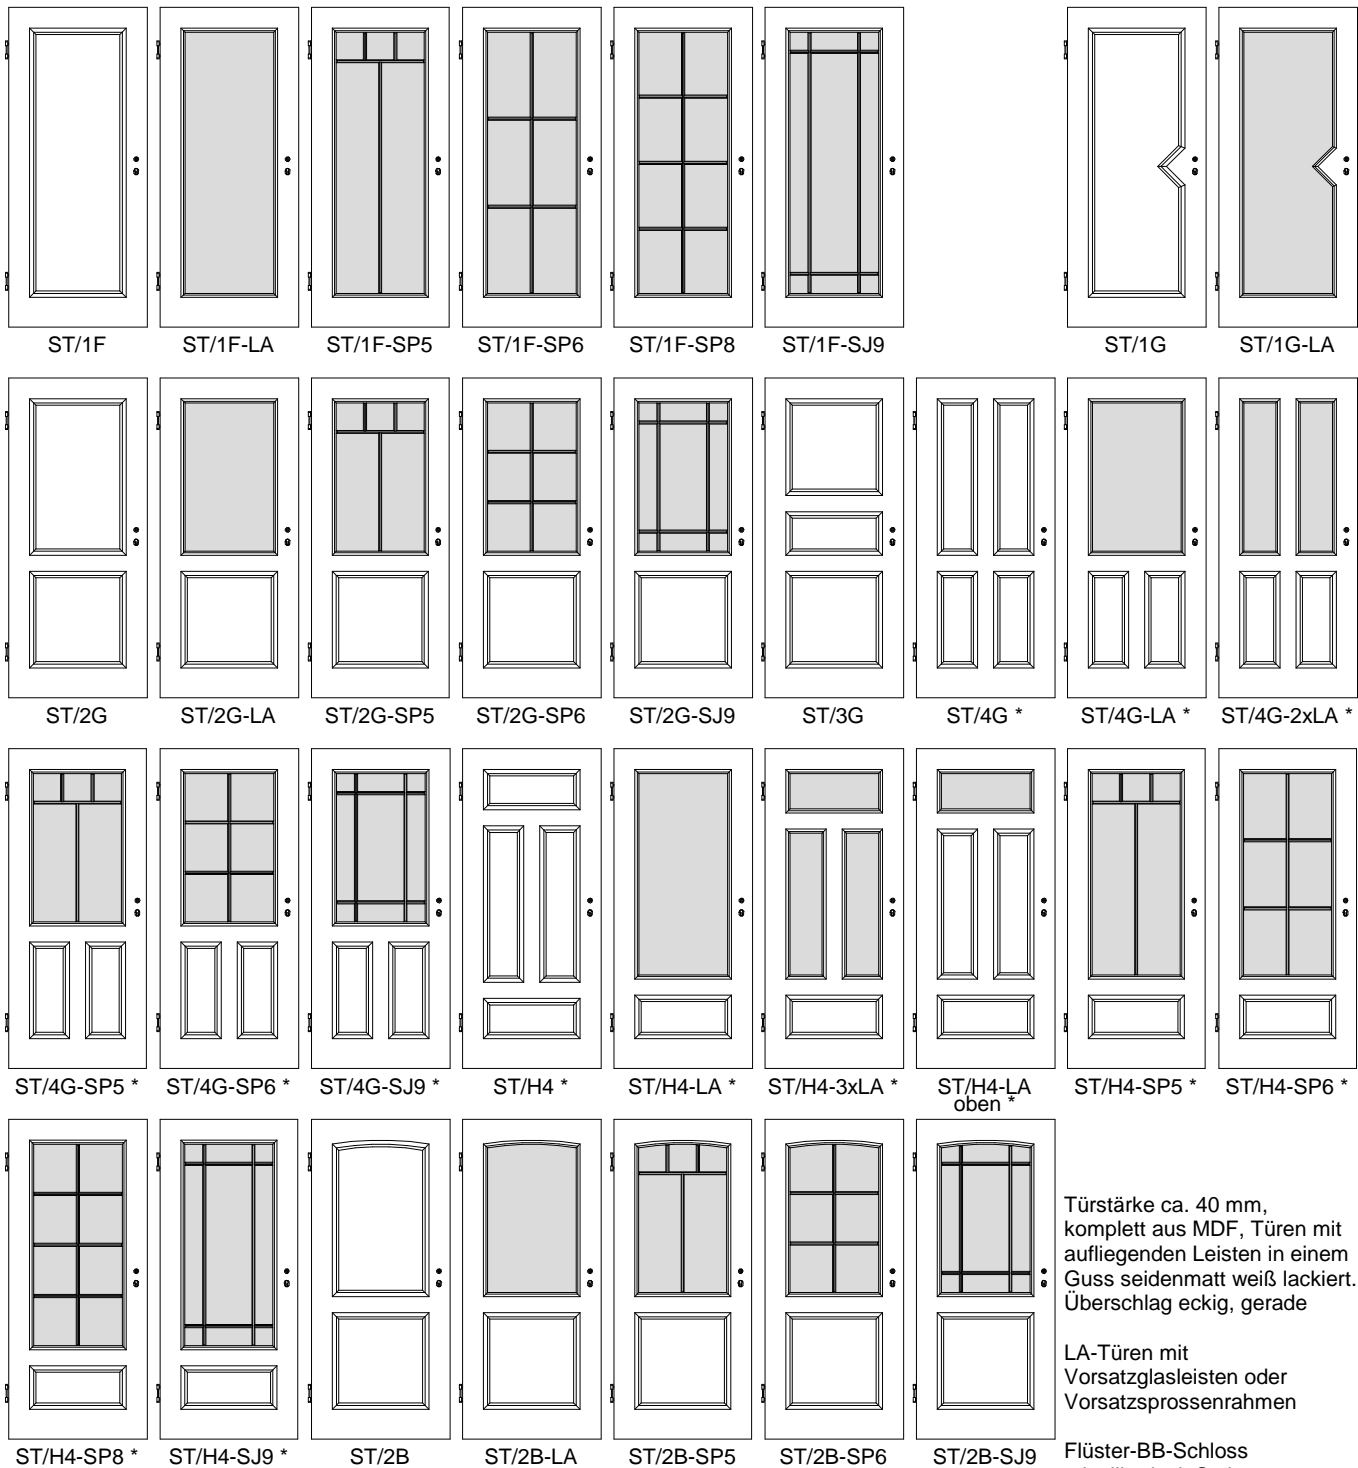 ST/1F
ST/1F-LA
ST/1F-SP5
ST/1F-SP6
ST/1F-SP8
ST/1F-SJ9
ST/1G
ST/1G-LA
ST/2G
ST/2G-LA
ST/2G-SP5
ST/2G-SP6
ST/2G-SJ9
ST/3G
ST/4G *
ST/4G-LA *
ST/4G-2xLA *
ST/4G-SP5 *
ST/4G-SP6 *
ST/4G-SJ9 *
ST/H4 *
ST/H4-LA *
ST/H4-3xLA *
ST/H4-LA
oben *
ST/H4-SP5 *
ST/H4-SP6 *
ST/H4-SP8 *
ST/H4-SJ9 *
ST/2B
ST/2B-LA
ST/2B-SP5
ST/2B-SP6
ST/2B-SJ9
Türstärke ca. 40 mm,
komplett aus MDF, Türen mit
aufliegenden Leisten in einem
Guss seidenmatt weiß lackiert.
Überschlag eckig, gerade
LA-Türen mit
Vorsatzglasleisten oder
Vorsatzsprossenrahmen
Flüster-BB-Schloss